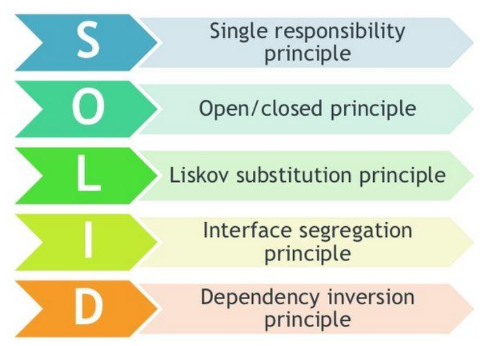 S
Single responsibility
principle
O
Open/closed principle
L
Liskov substitution principle
I
Interface segregation
principle
D
Dependency inversion
principle